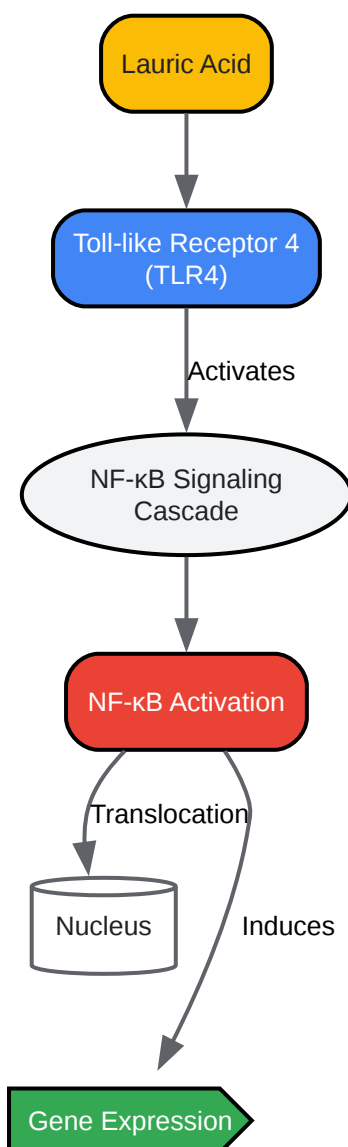 Lauric Acid
Toll-like Receptor 4
(TLR4)
Activates
NF-κB Signaling
Cascade
NF-κB Activation
Translocation
Nucleus
Induces
Gene Expression